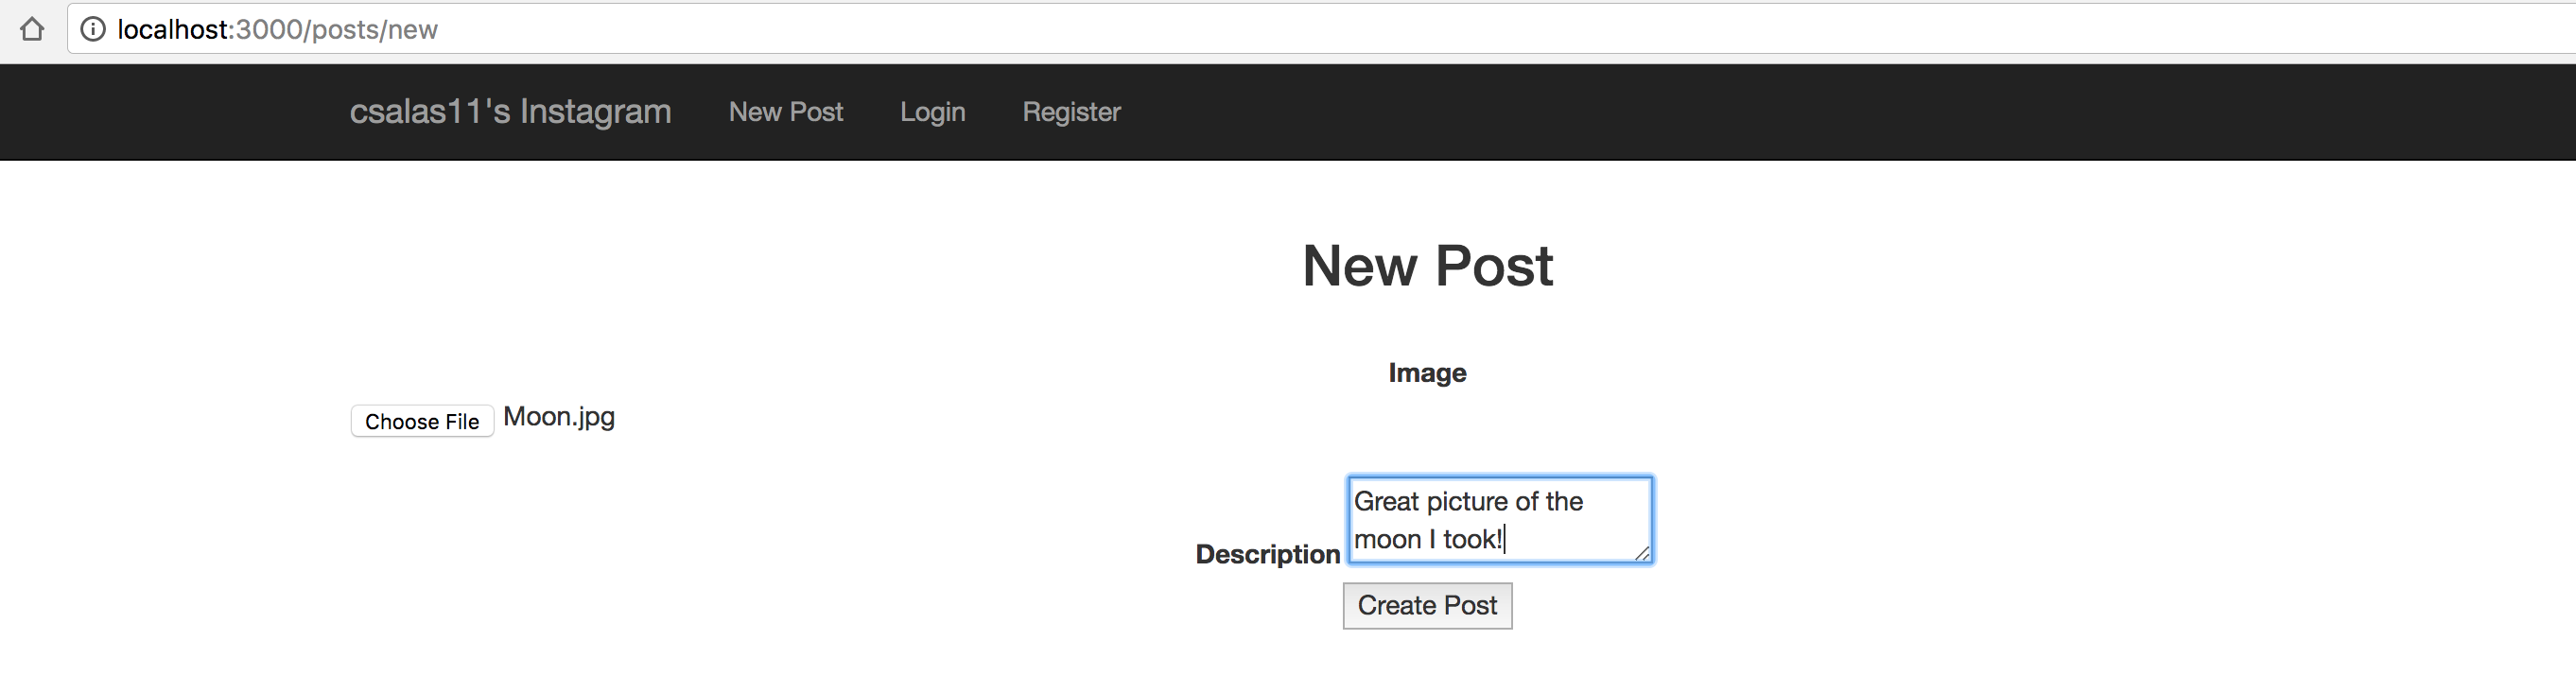 localhost:3000/posts/new
csalas11's Instagram New Post Login Register
New Post
Image
Choose File Moon.jpg
Great picture of the
moon I took!
Description
Create Post